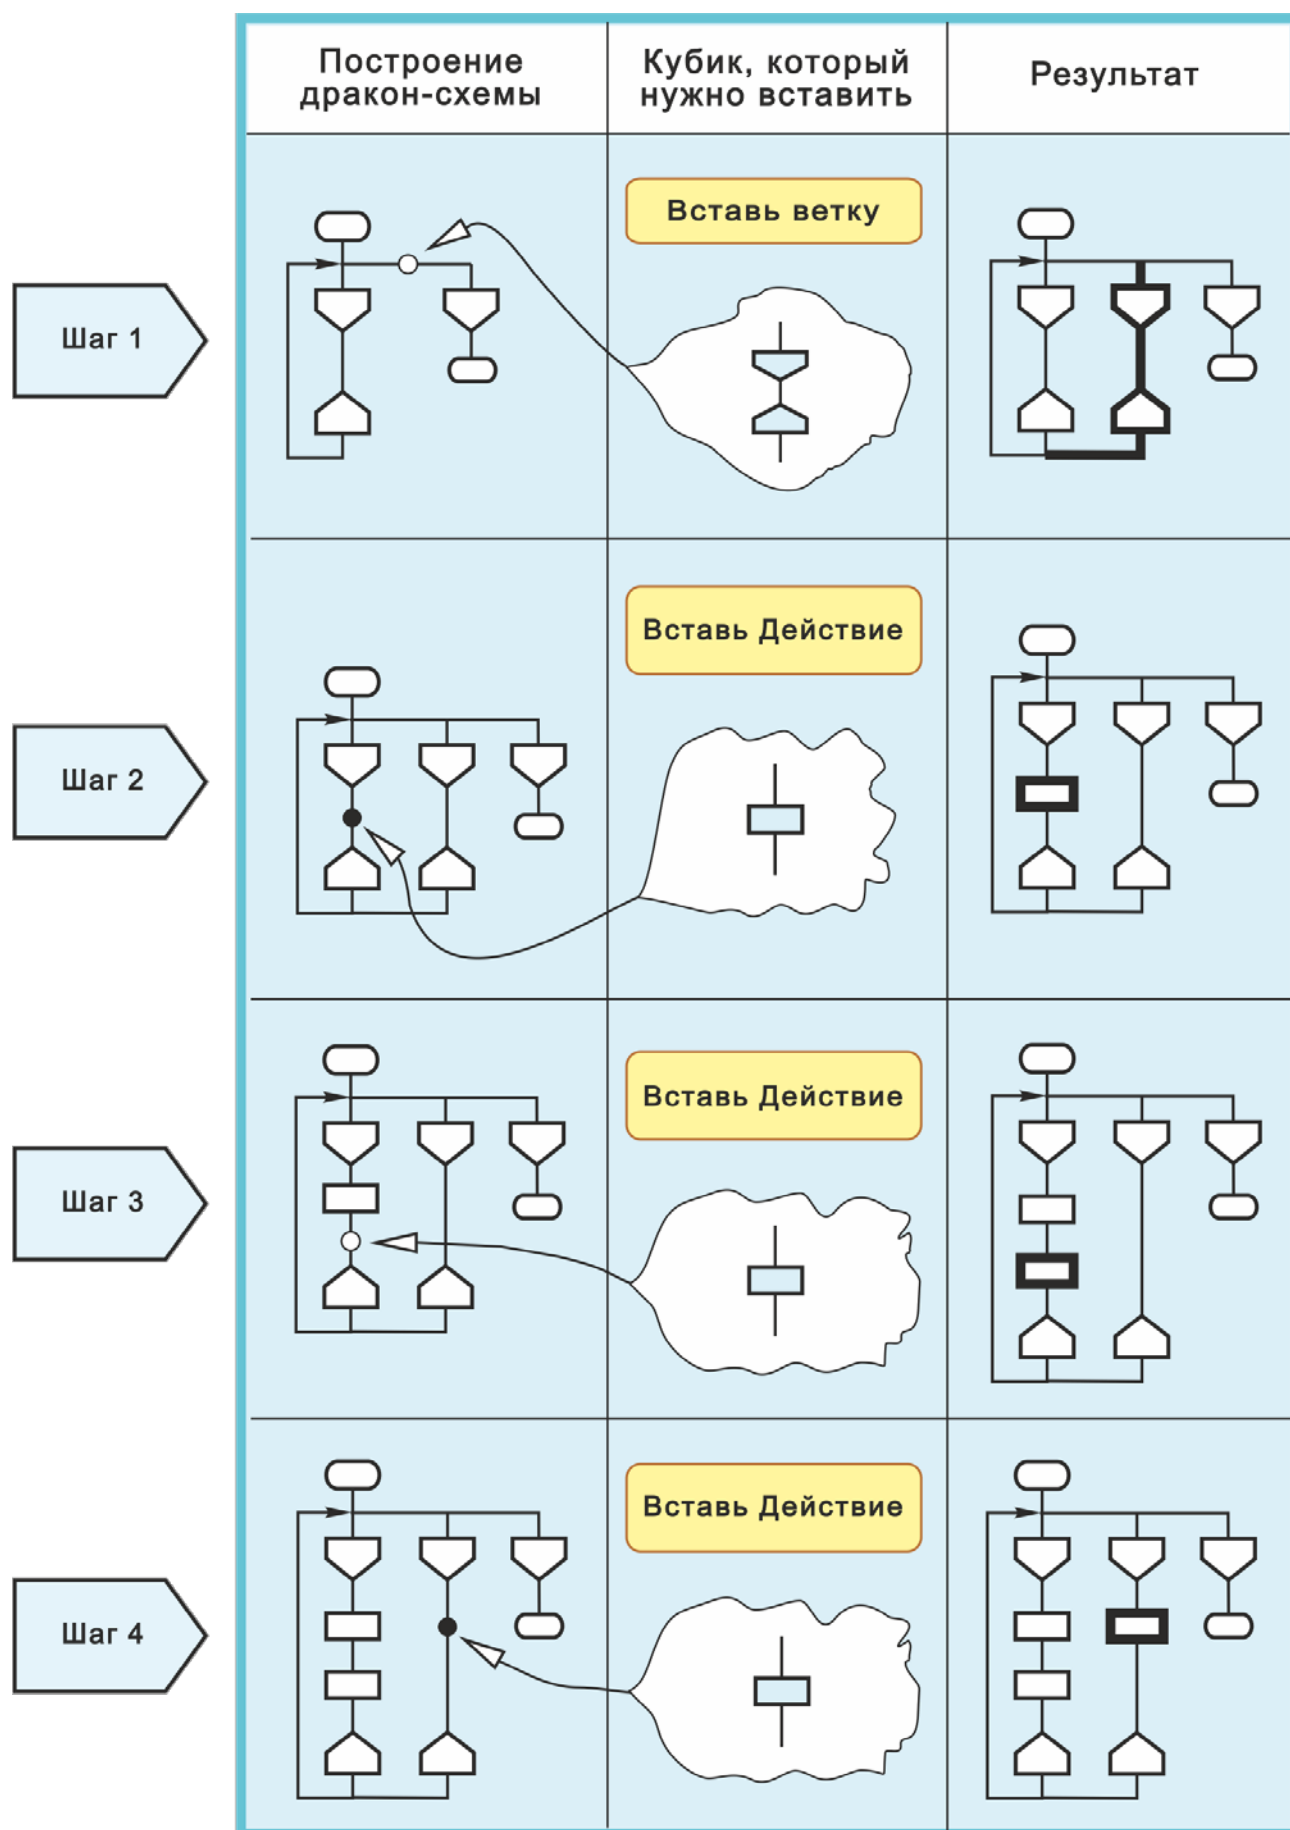 Построение
дракон-схемы
Кубик, который
нужно вставить
Результат
Шаг 1
Вставь ветку
Шаг 2
Вставь Действие
Шаг 3
Вставь Действие
Шаг 4
Вставь Действие